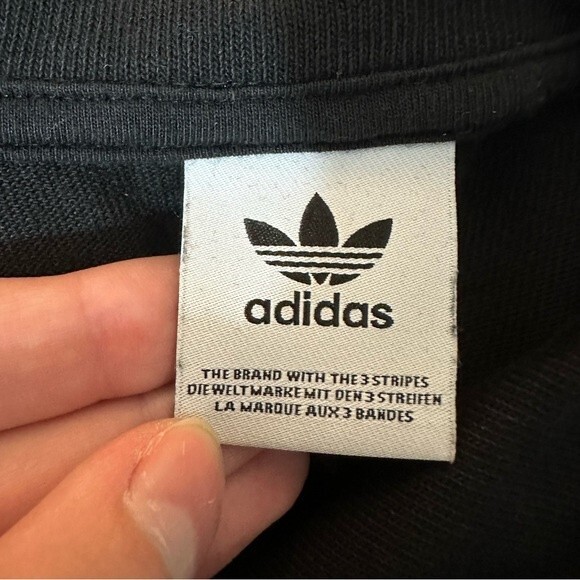 adidas
THE BRAND WITH THE 3 STRIPES
DIE WELTMARKE MIT DEN 3 STREIFEN
LA MARQUE AUX 3 BANDES